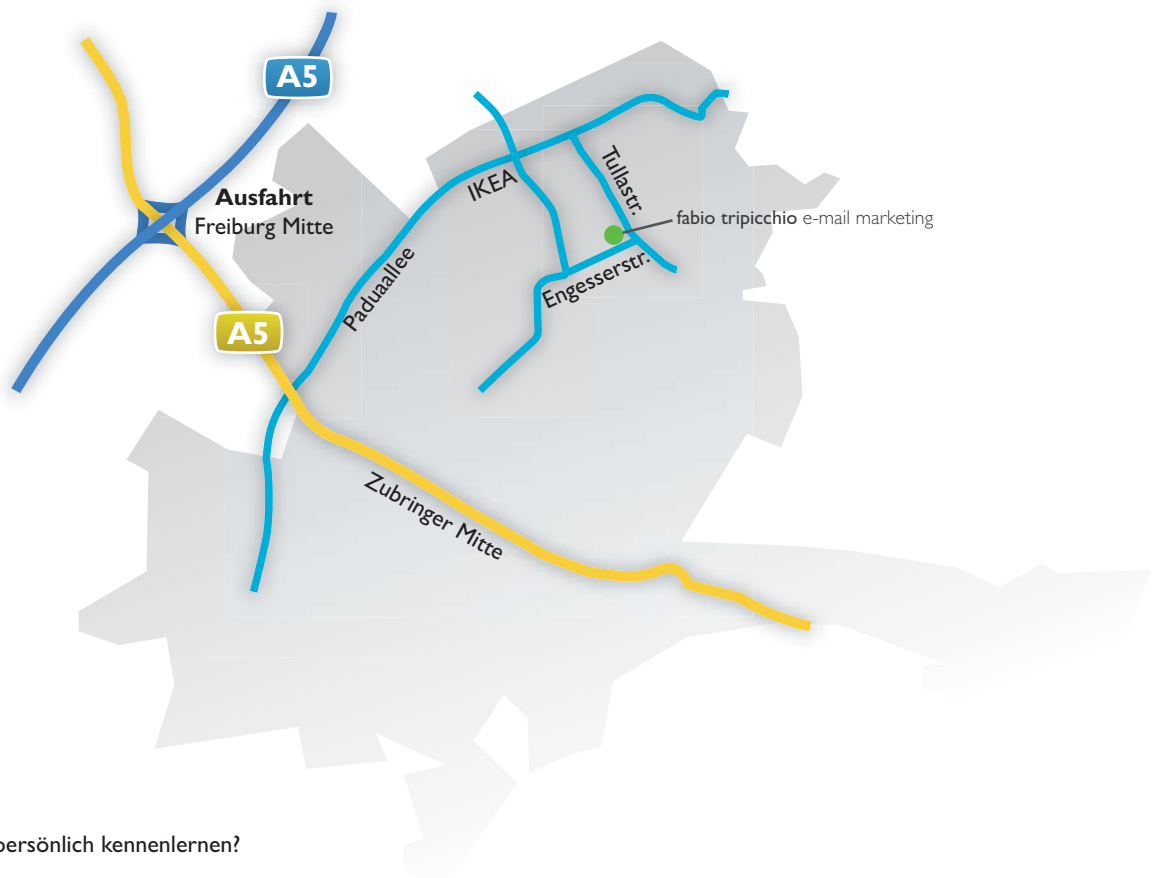 A5
Ausfahrt
Freiburg Mitte
IKEA
Tullastr.
fabio tripicchio e-mail marketing
Engesserstr.
Paduaallee
A5
Zubringer Mitte
persönlich kennenlernen?